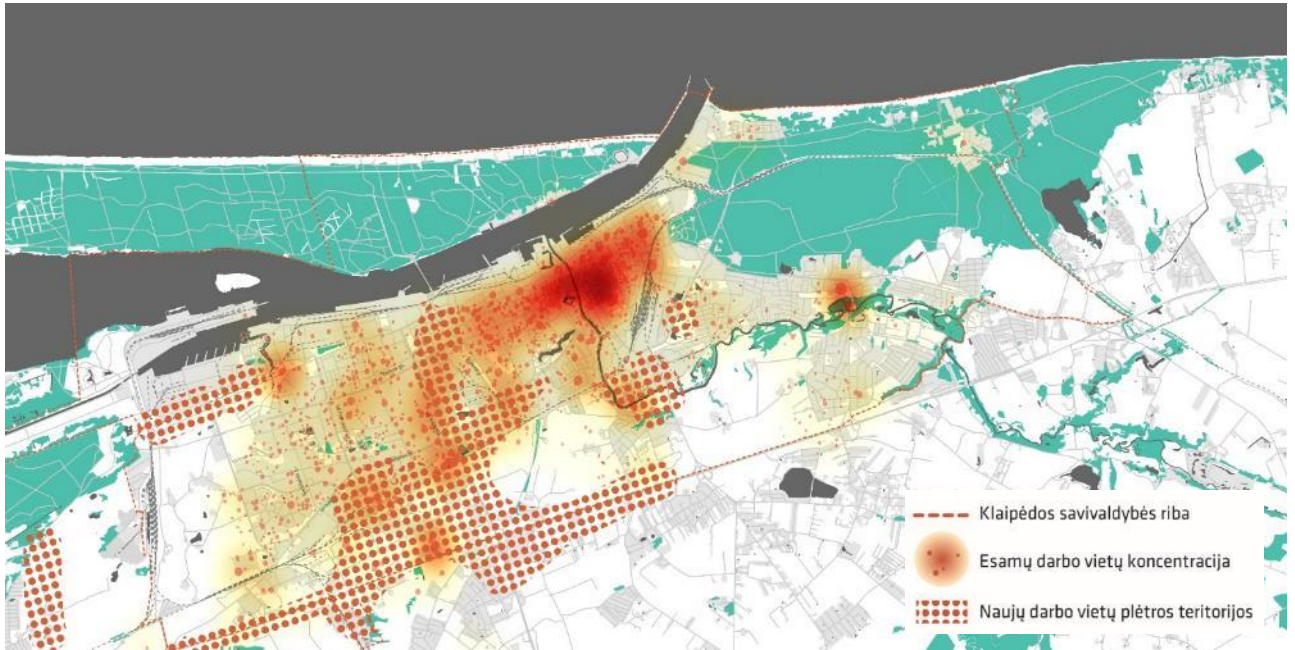 Klaipėdos savivaldybės riba
Esamų darbo vietų koncentracija
Naujų darbo vietų plėtros teritorijos